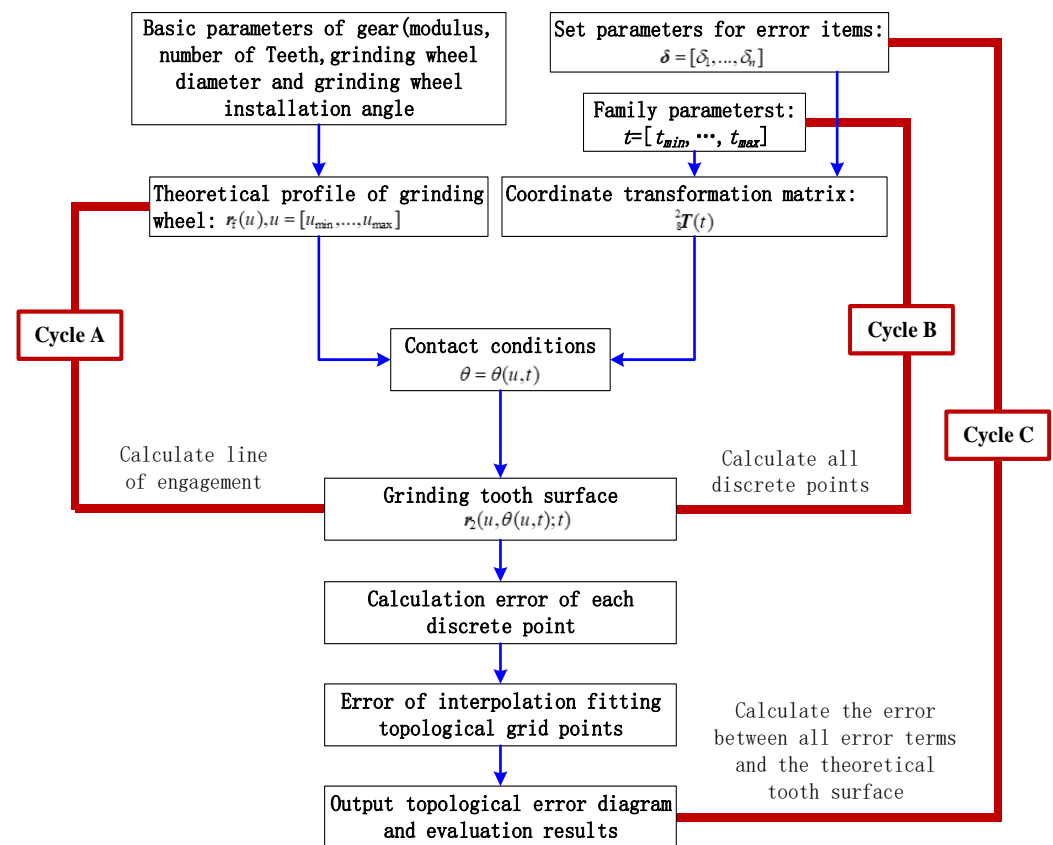 Basic parameters of gear(modulus,
number of Teeth,grinding wheel
diameter and grinding wheel
installation angle
Set parameters for error items:
δ = [δ₁,...,δₙ]
Family parameterst:
t=[ tₘᵢₙ, ···, tₘₐₓ]
Theoretical profile of grinding
wheel: r_f(u),u = [u_min,...,u_max]
Coordinate transformation matrix:
²₈T(t)
Cycle A
Cycle B
Contact conditions
θ = θ(u,t)
Cycle C
Calculate line
of engagement
Calculate all
discrete points
Grinding tooth surface
r₂(u,θ(u,t);t)
Calculation error of each
discrete point
Error of interpolation fitting
topological grid points
Calculate the error
between all error terms
and the theoretical
tooth surface
Output topological error diagram
and evaluation results